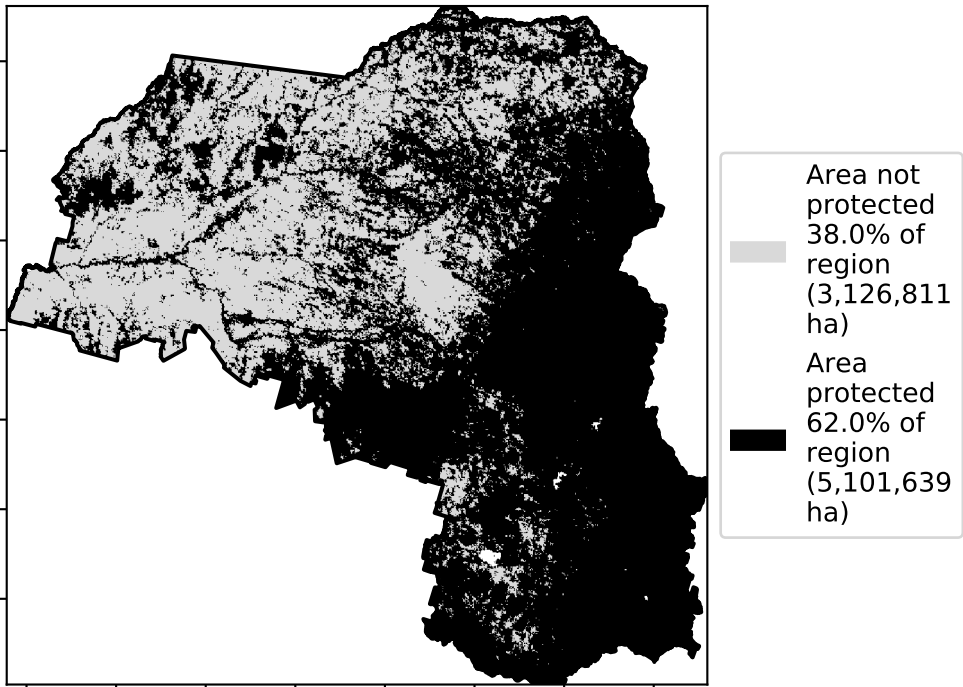 Area not
protected
38.0% of
region
(3,126,811
ha)
Area
protected
62.0% of
region
(5,101,639
ha)